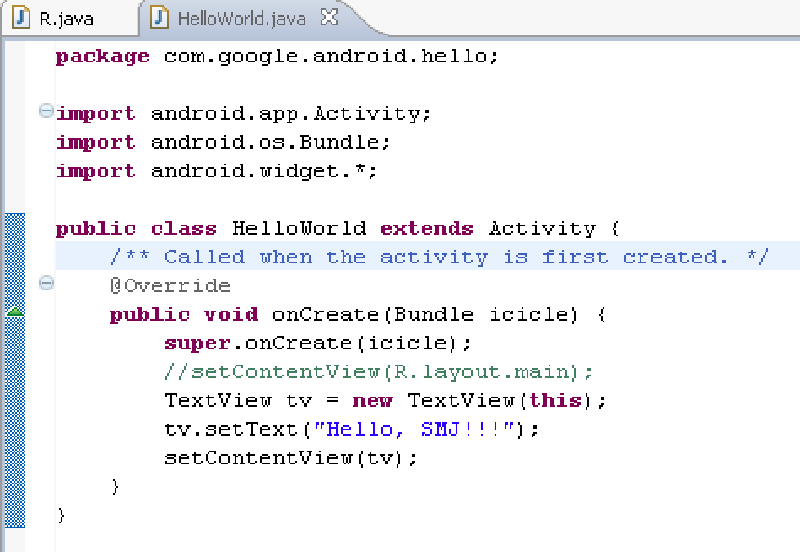 R.java HelloWorld.java
package com.google.android.hello;
import android.app.Activity;
import android.os.Bundle;
import android.widget.*;
public class HelloWorld extends Activity {
/** Called when the activity is first created. */
@Override
public void onCreate(Bundle icicle) {
super.onCreate(icicle);
//setContentView(R.layout.main);
TextView tv = new TextView(this);
tv.setText("Hello, SMJ!!!");
setContentView(tv);
}
}